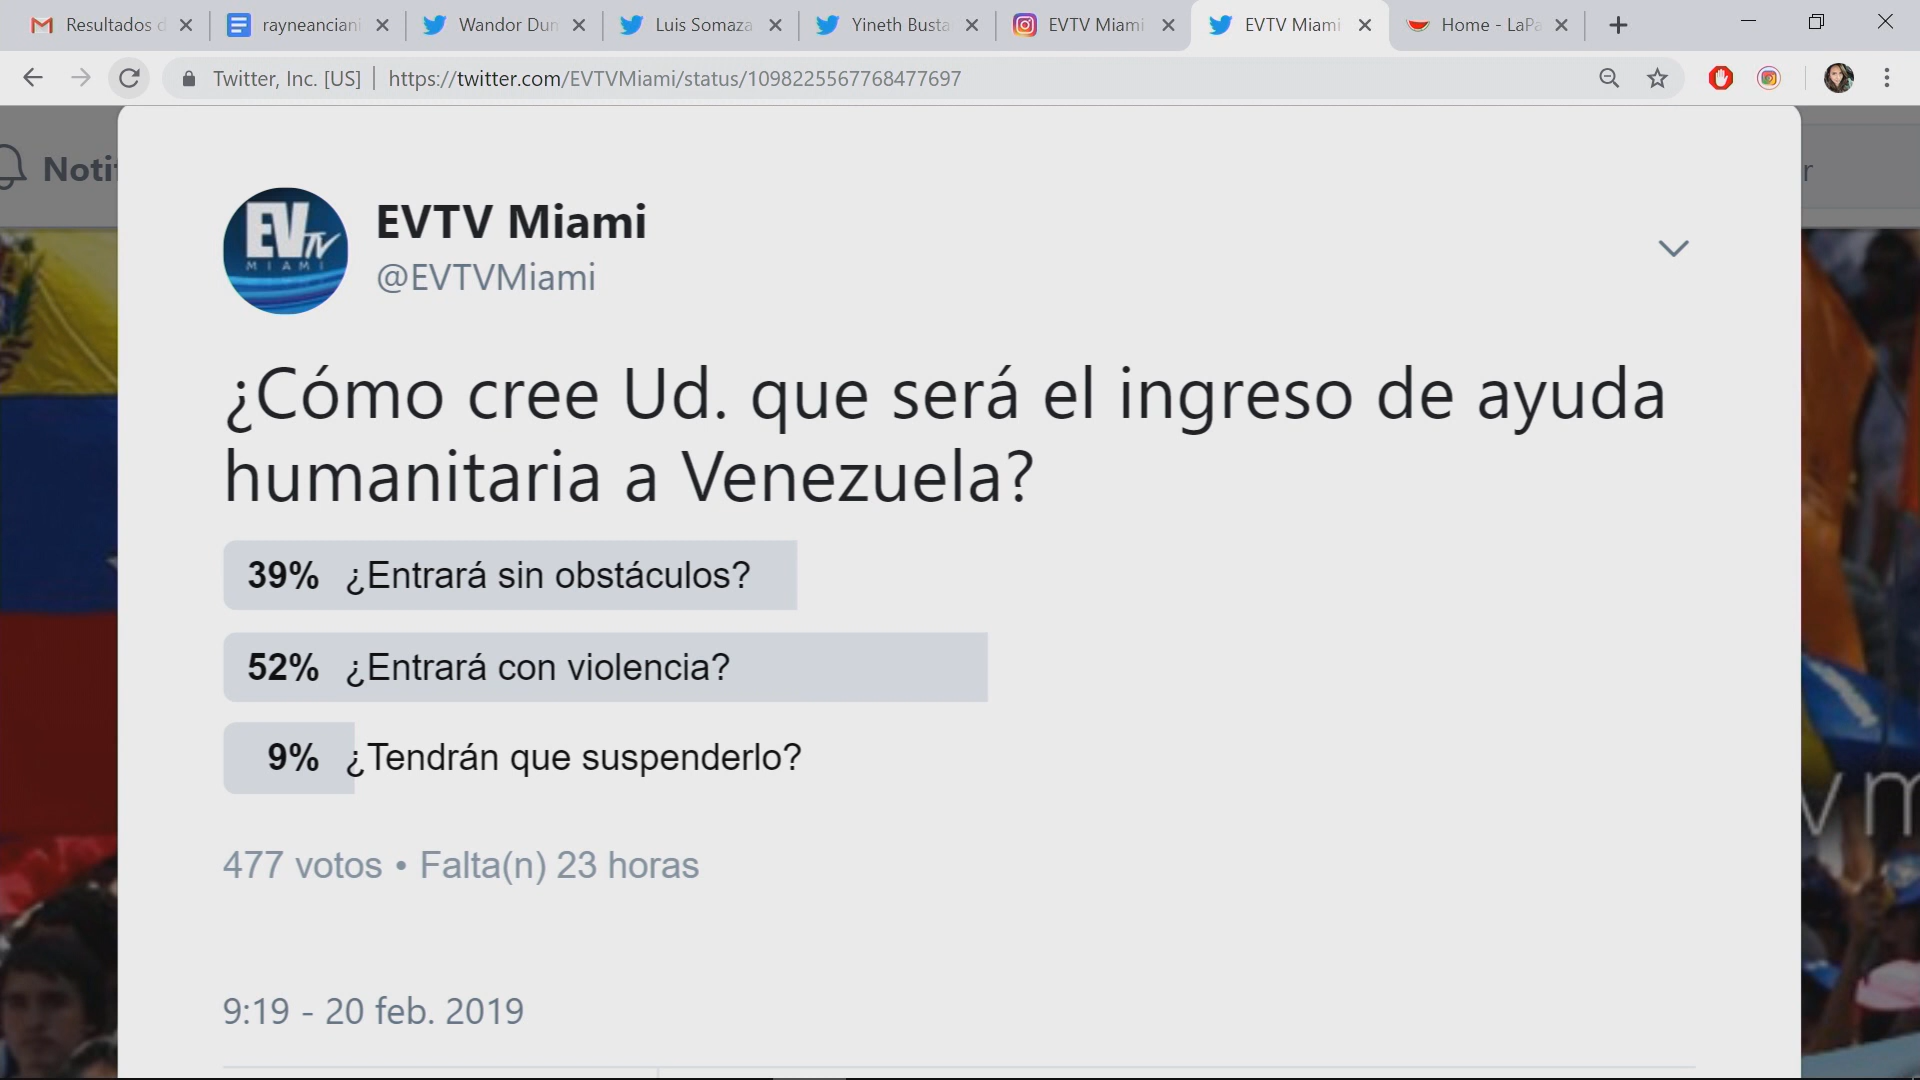 Resultados d
rayneanciani
Wandor Dum
Luis Somaza
Yineth Busta
EVTV Miami
EVTV Miami
Home - LaPa
Twitter, Inc. [US]
https://twitter.com/EVTVMiami/status/1098225567768477697
Noti
r
EVTV
MIAMI
EVTV Miami
@EVTVMiami
¿Cómo cree Ud. que será el ingreso de ayuda
humanitaria a Venezuela?
39% ¿Entrará sin obstáculos?
52% ¿Entrará con violencia?
9% ¿Tendrán que suspenderlo?
477 votos • Falta(n) 23 horas
9:19 - 20 feb. 2019